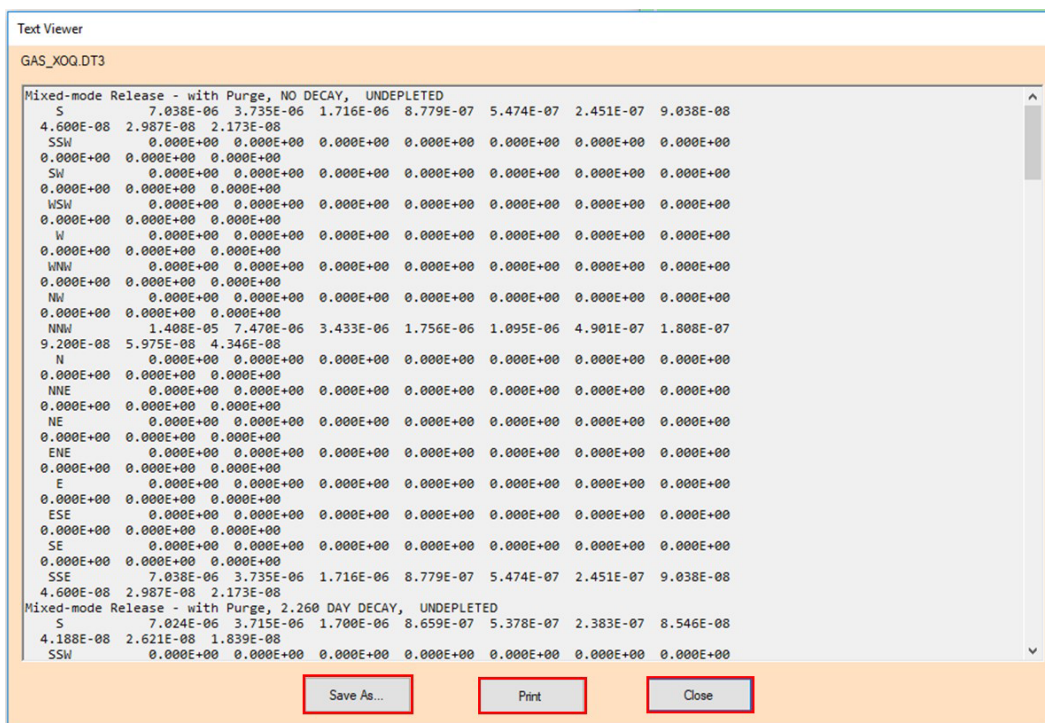 Text Viewer
GAS_XOQ.DT3
Mixed-mode Release - with Purge, NO DECAY,  UNDEPLETED
S 7.038E-06 3.735E-06 1.716E-06 8.779E-07 5.474E-07 2.451E-07 9.038E-08
4.600E-08 2.987E-08 2.173E-08
SSW 0.000E+00 0.000E+00 0.000E+00 0.000E+00 0.000E+00 0.000E+00 0.000E+00
0.000E+00 0.000E+00 0.000E+00
SW 0.000E+00 0.000E+00 0.000E+00 0.000E+00 0.000E+00 0.000E+00 0.000E+00
0.000E+00 0.000E+00 0.000E+00
WSW 0.000E+00 0.000E+00 0.000E+00 0.000E+00 0.000E+00 0.000E+00 0.000E+00
0.000E+00 0.000E+00 0.000E+00
W 0.000E+00 0.000E+00 0.000E+00 0.000E+00 0.000E+00 0.000E+00 0.000E+00
0.000E+00 0.000E+00 0.000E+00
WNW 0.000E+00 0.000E+00 0.000E+00 0.000E+00 0.000E+00 0.000E+00 0.000E+00
0.000E+00 0.000E+00 0.000E+00
NW 0.000E+00 0.000E+00 0.000E+00 0.000E+00 0.000E+00 0.000E+00 0.000E+00
0.000E+00 0.000E+00 0.000E+00
NNW 1.408E-05 7.470E-06 3.433E-06 1.756E-06 1.095E-06 4.901E-07 1.808E-07
9.200E-08 5.975E-08 4.346E-08
N 0.000E+00 0.000E+00 0.000E+00 0.000E+00 0.000E+00 0.000E+00 0.000E+00
0.000E+00 0.000E+00 0.000E+00
NNE 0.000E+00 0.000E+00 0.000E+00 0.000E+00 0.000E+00 0.000E+00 0.000E+00
0.000E+00 0.000E+00 0.000E+00
NE 0.000E+00 0.000E+00 0.000E+00 0.000E+00 0.000E+00 0.000E+00 0.000E+00
0.000E+00 0.000E+00 0.000E+00
ENE 0.000E+00 0.000E+00 0.000E+00 0.000E+00 0.000E+00 0.000E+00 0.000E+00
0.000E+00 0.000E+00 0.000E+00
E 0.000E+00 0.000E+00 0.000E+00 0.000E+00 0.000E+00 0.000E+00 0.000E+00
0.000E+00 0.000E+00 0.000E+00
ESE 0.000E+00 0.000E+00 0.000E+00 0.000E+00 0.000E+00 0.000E+00 0.000E+00
0.000E+00 0.000E+00 0.000E+00
SE 0.000E+00 0.000E+00 0.000E+00 0.000E+00 0.000E+00 0.000E+00 0.000E+00
0.000E+00 0.000E+00 0.000E+00
SSE 7.038E-06 3.735E-06 1.716E-06 8.779E-07 5.474E-07 2.451E-07 9.038E-08
4.600E-08 2.987E-08 2.173E-08
Mixed-mode Release - with Purge, 2.260 DAY DECAY,  UNDEPLETED
S 7.024E-06 3.715E-06 1.700E-06 8.659E-07 5.378E-07 2.383E-07 8.546E-08
4.188E-08 2.621E-08 1.839E-08
SSW 0.000E+00 0.000E+00 0.000E+00 0.000E+00 0.000E+00 0.000E+00 0.000E+00
Save As... Print Close